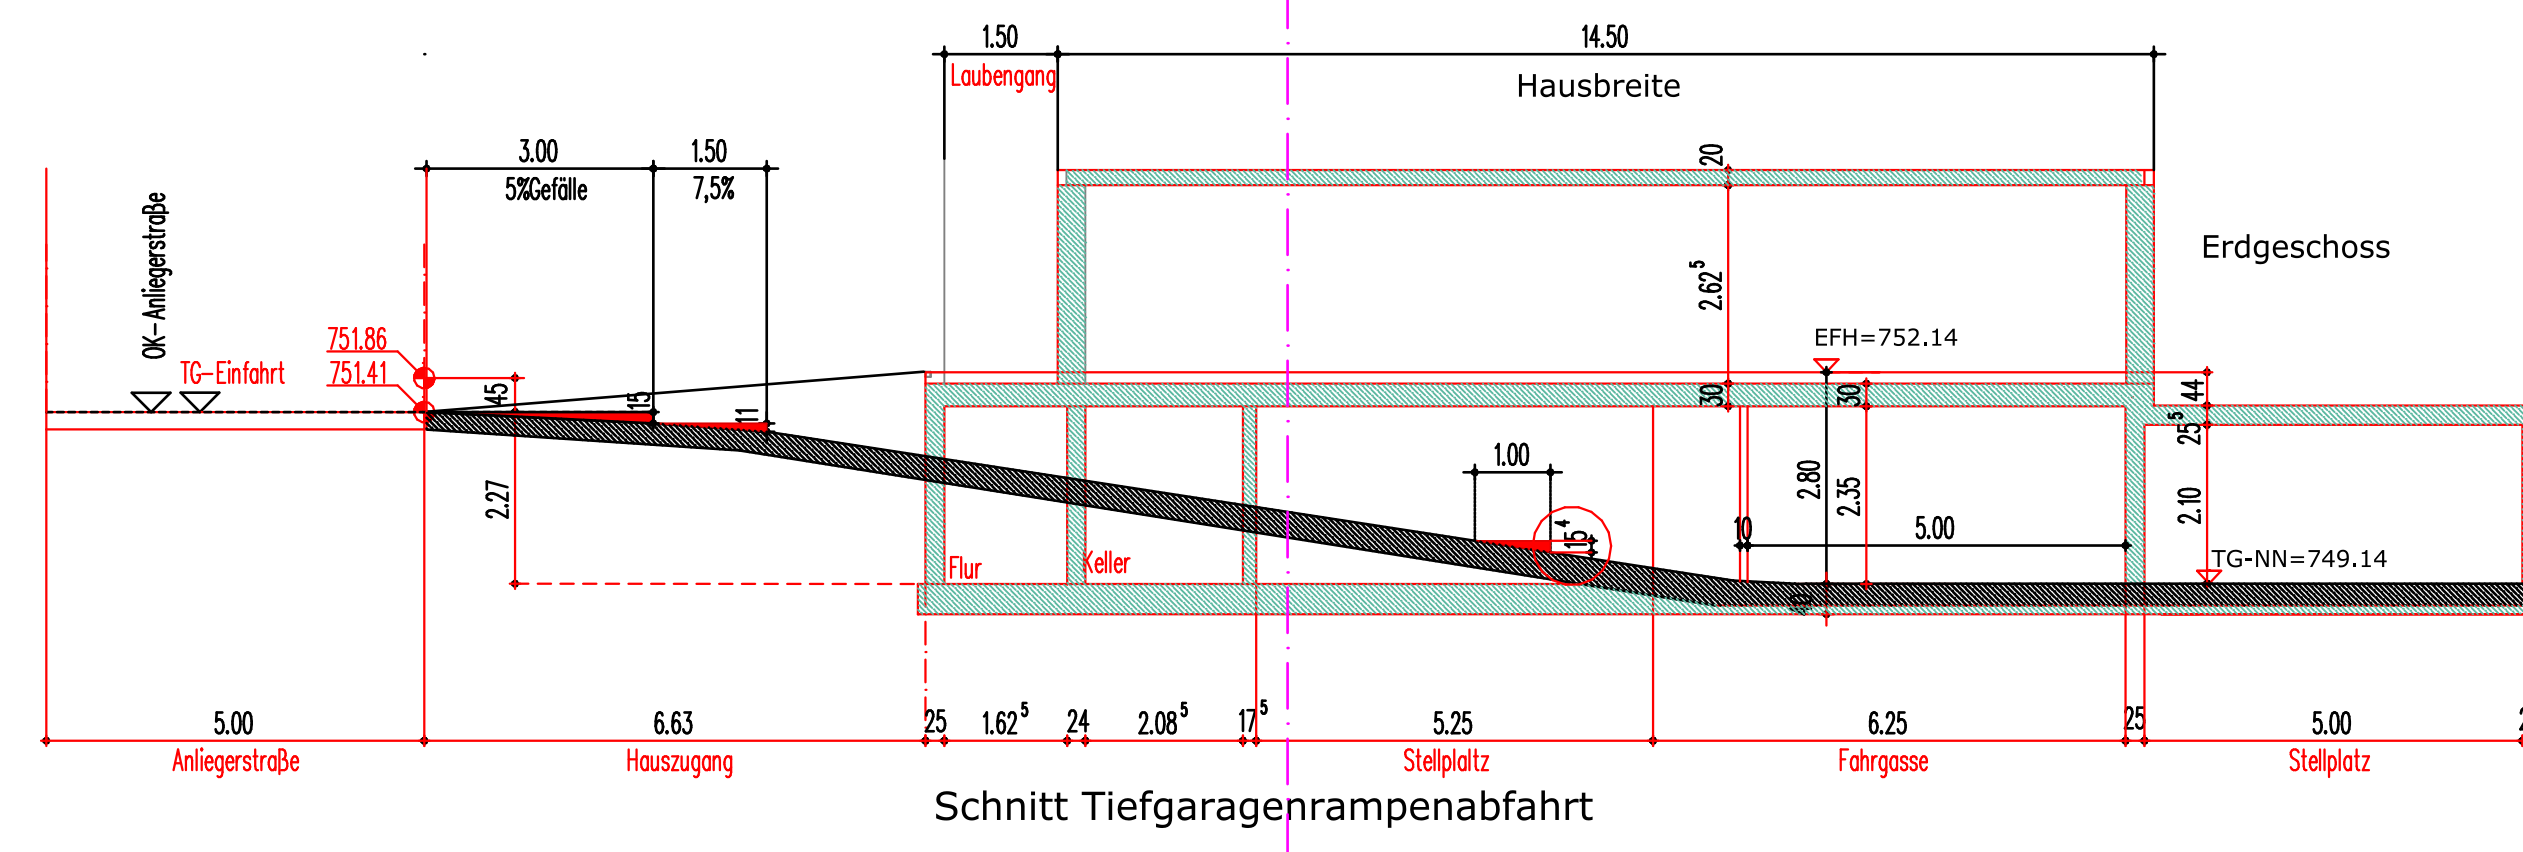 1.50
14.50
Laubengang
Hausbreite
3.00
1.50
5%Gefälle
7,5%
20
OK-Anliegerstraße
Erdgeschoss
2.62⁵
751.86
TG-Einfahrt
751.41
EFH=752.14
45
15
11
30
30
44
25⁵
2.27
1.00
15⁴
2.80
2.35
2.10
10
5.00
Flur
Keller
TG-NN=749.14
40
5.00
6.63
25
1.62⁵
24
2.08⁵
17⁵
5.25
6.25
25
5.00
Anliegerstraße
Hauszugang
Stellplaltz
Fahrgasse
Stellplatz
Schnitt Tiefgaragenrampenabfahrt